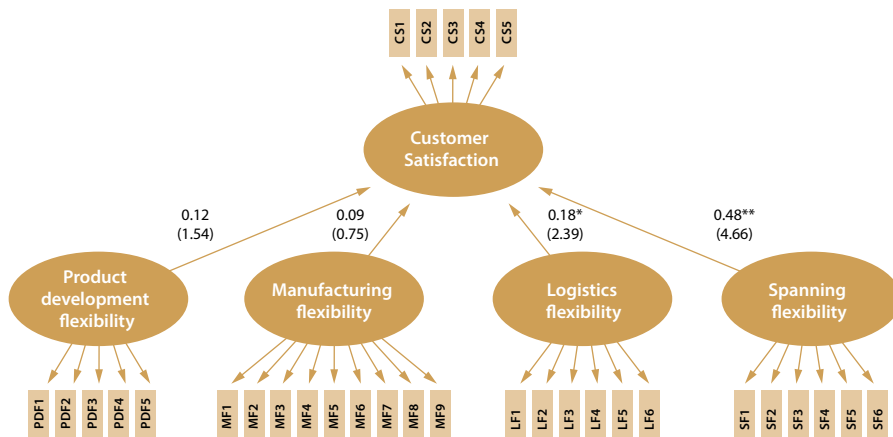 CS1
CS2
CS3
CS4
CS5
Customer
Satisfaction
0.12
(1.54)
0.09
(0.75)
0.18*
(2.39)
0.48**
(4.66)
Product
development
flexibility
Manufacturing
flexibility
Logistics
flexibility
Spanning
flexibility
PDF1
PDF2
PDF3
PDF4
PDF5
MF1
MF2
MF3
MF4
MF5
MF6
MF7
MF8
MF9
LF1
LF2
LF3
LF4
LF5
LF6
SF1
SF2
SF3
SF4
SF5
SF6